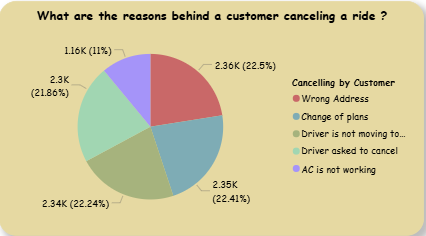 What are the reasons behind a customer canceling a ride ?
1.16K (11%)
2.36K (22.5%)
2.3K
(21.86%)
2.35K
(22.41%)
2.34K (22.24%)
Cancelling by Customer
Wrong Address
Change of plans
Driver is not moving to...
Driver asked to cancel
AC is not working